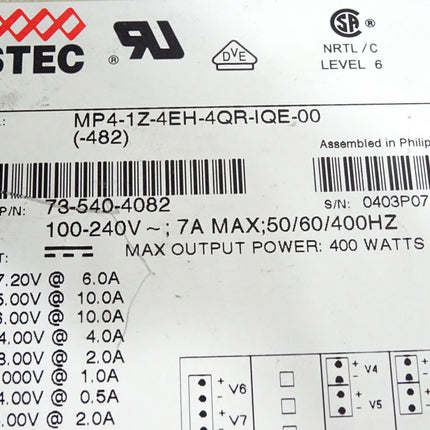 STEC
DVE
NRTL / C
LEVEL 6
L: MP4-1Z-4EH-4QR-IQE-00
(-482)
Assembled in Philip
P/N: 73-540-4082
S/N: 0403P07
100-240V ~; 7A MAX;50/60/400HZ
T: MAX OUTPUT POWER: 400 WATTS
7.20V @ 6.0A
5.00V @ 10.0A
6.00V @ 10.0A
4.00V @ 4.0A
8.00V @ 2.0A
000V @ 1.0A
4.00V @ 0.5A
.00V @ 2.0A
+ V4
-
+ V5
-
+ V6
-
+ V7
-